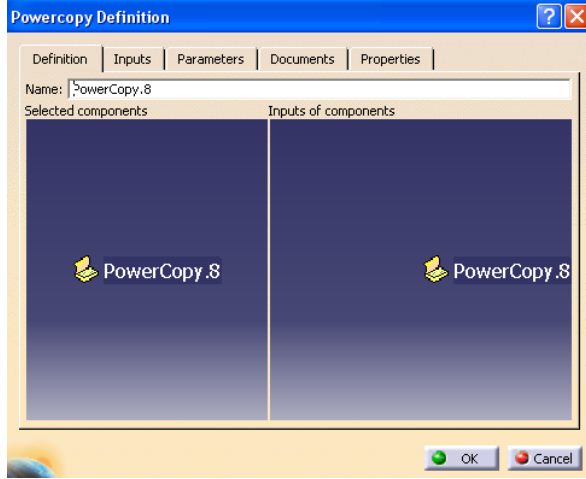 Powercopy Definition
Definition Inputs Parameters Documents Properties
Name: PowerCopy.8
Selected components Inputs of components
PowerCopy.8 PowerCopy.8
OK Cancel